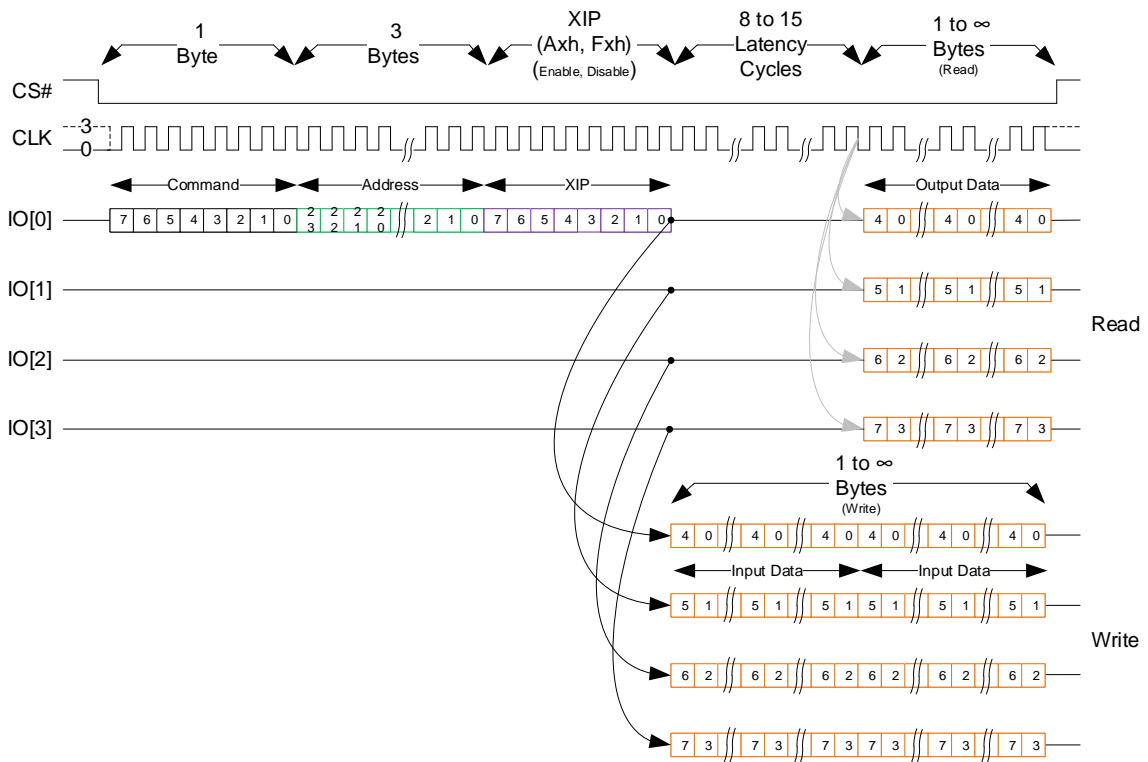 1 Byte
3 Bytes
XIP (Axh, Fxh) (Enable, Disable)
8 to 15 Latency Cycles
1 to ∞ Bytes (Read)
CS#
CLK 3 0
Command Address XIP Output Data
IO[0] 7 6 5 4 3 2 1 0 23 22 21 20 2 1 0 7 6 5 4 3 2 1 0 4 0 4 0 4 0
IO[1] 5 1 5 1 5 1
Read
IO[2] 6 2 6 2 6 2
IO[3] 7 3 7 3 7 3
1 to ∞ Bytes (Write)
4 0 4 0 4 0 4 0 4 0 4 0
Input Data Input Data
5 1 5 1 5 1 5 1 5 1 5 1
Write
6 2 6 2 6 2 6 2 6 2 6 2
7 3 7 3 7 3 7 3 7 3 7 3